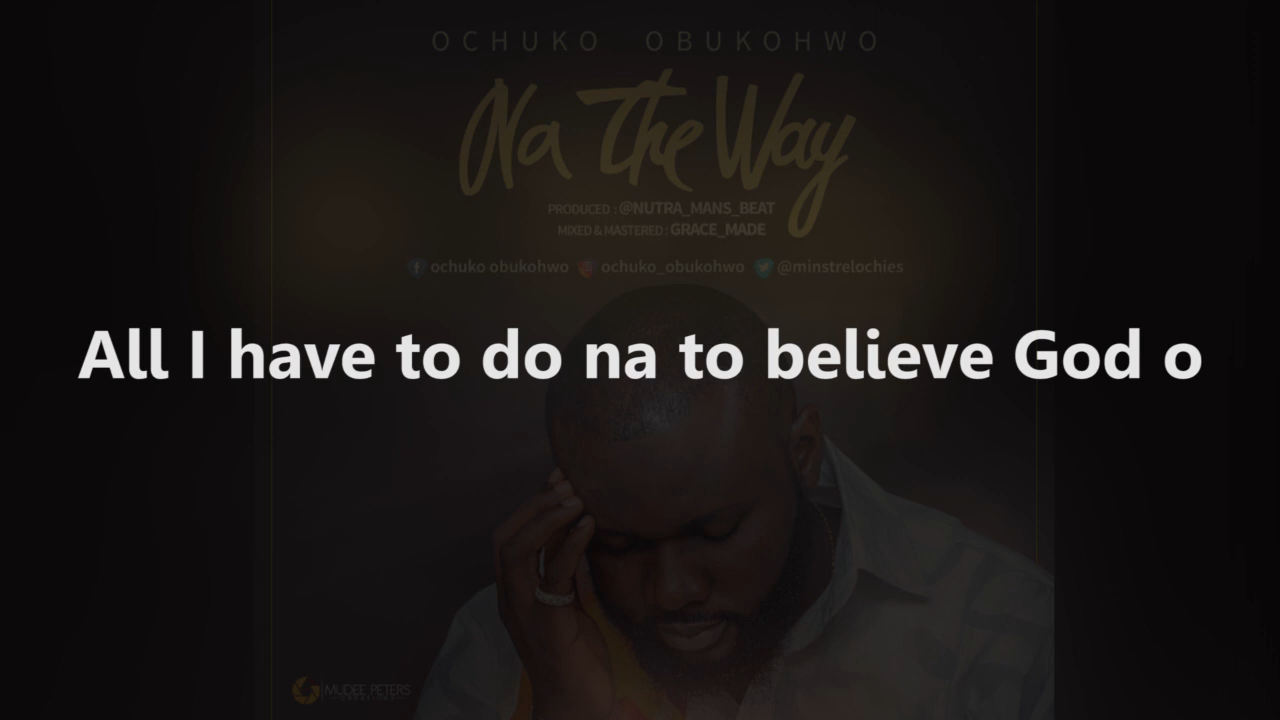 OCHUKO OBUKOHWO
Na The Way
PRODUCED : @NUTRA_MANS_BEAT
MIXED & MASTERED : GRACE_MADE
ochuko obukohwo ochuko_obukohwo @minstrelochies
All I have to do na to believe God o
MUDEE PETERS